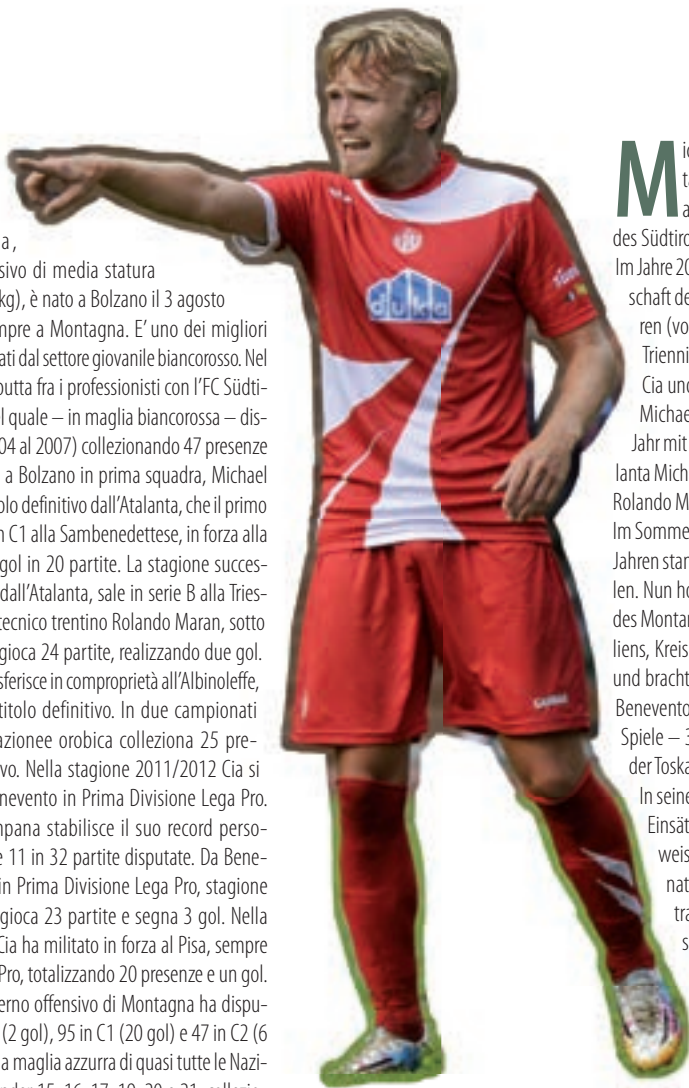 a,
sivo di media statura
kg), è nato a Bolzano il 3 agosto
mpre a Montagna. E' uno dei migliori
ati dal settore giovanile biancorosso. Nel
butta fra i professionisti con l'FC Südti-
el quale – in maglia biancorossa – dis-
04 al 2007) collezionando 47 presenze
a Bolzano in prima squadra, Michael
olo definitivo dall'Atalanta, che il primo
n C1 alla Sambenedettese, in forza alla
gol in 20 partite. La stagione succes-
dall'Atalanta, sale in serie B alla Tries-
tecnico trentino Rolando Maran, sotto
gioca 24 partite, realizzando due gol.
sferisce in comproprietà all'Albinoleffe,
titolo definitivo. In due campionati
azionee orobica colleziona 25 pre-
vo. Nella stagione 2011/2012 Cia si
nevento in Prima Divisione Lega Pro.
mpana stabilisce il suo record perso-
e 11 in 32 partite disputate. Da Bene-
in Prima Divisione Lega Pro, stagione
gioca 23 partite e segna 3 gol. Nella
Cia ha militato in forza al Pisa, sempre
Pro, totalizzando 20 presenze e un gol.
erno offensivo di Montagna ha dispu-
(2 gol), 95 in C1 (20 gol) e 47 in C2 (6
a maglia azzurra di quasi tutte le Nazi-
duka
GARMAN
M
des Südtiro
Im Jahre 20
schaft de
ren (vo
Trienni
Cia und
Michae
Jahr mit
lanta Mich
Rolando M
Im Somme
Jahren stan
len. Nun ho
des Montan
liens, Kreis
und bracht
Benevento
Spiele – 3
der Toska
In seine
Einsät
weis
nat
tra
s